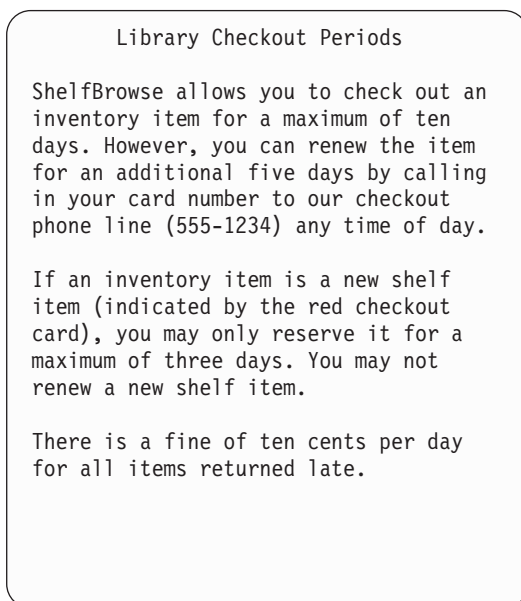 Library Checkout Periods
ShelfBrowse allows you to check out an
inventory item for a maximum of ten
days. However, you can renew the item
for an additional five days by calling
in your card number to our checkout
phone line (555-1234) any time of day.
If an inventory item is a new shelf
item (indicated by the red checkout
card), you may only reserve it for a
maximum of three days. You may not
renew a new shelf item.
There is a fine of ten cents per day
for all items returned late.